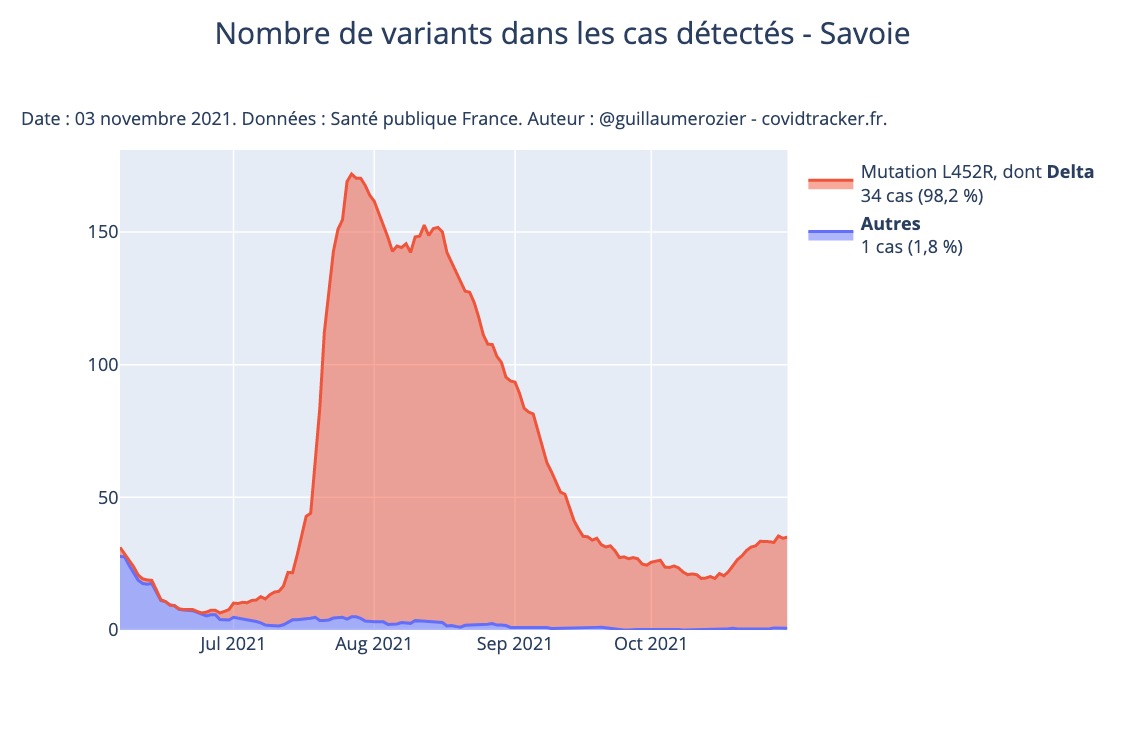 Nombre de variants dans les cas détectés - Savoie
Date : 03 novembre 2021. Données : Santé publique France. Auteur : @guillaumerozier - covidtracker.fr.
Mutation L452R, dont Delta
34 cas (98,2 %)
Autres
1 cas (1,8 %)
150
100
50
0
Jul 2021
Aug 2021
Sep 2021
Oct 2021